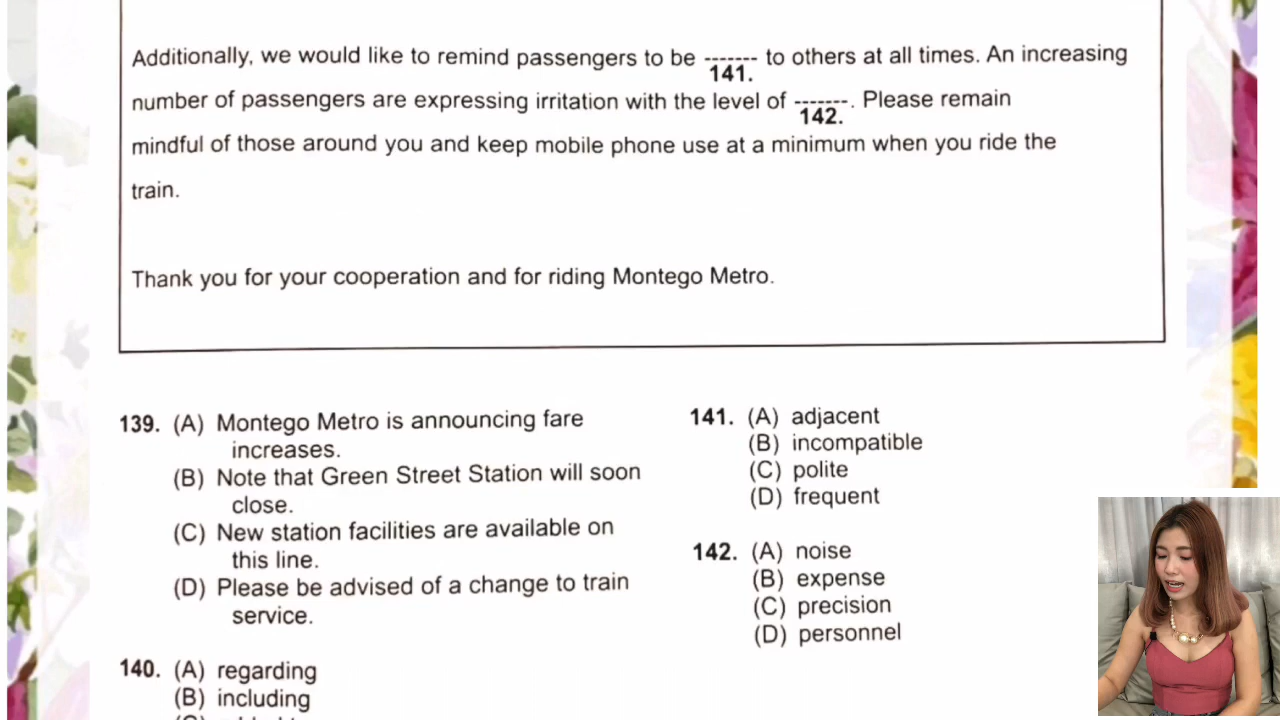 Additionally, we would like to remind passengers to be ------- to others at all times. An increasing
141.
number of passengers are expressing irritation with the level of -------. Please remain
142.
mindful of those around you and keep mobile phone use at a minimum when you ride the
train.
Thank you for your cooperation and for riding Montego Metro.
139. (A) Montego Metro is announcing fare
increases.
(B) Note that Green Street Station will soon
close.
(C) New station facilities are available on
this line.
(D) Please be advised of a change to train
service.
140. (A) regarding
(B) including
141. (A) adjacent
(B) incompatible
(C) polite
(D) frequent
142. (A) noise
(B) expense
(C) precision
(D) personnel